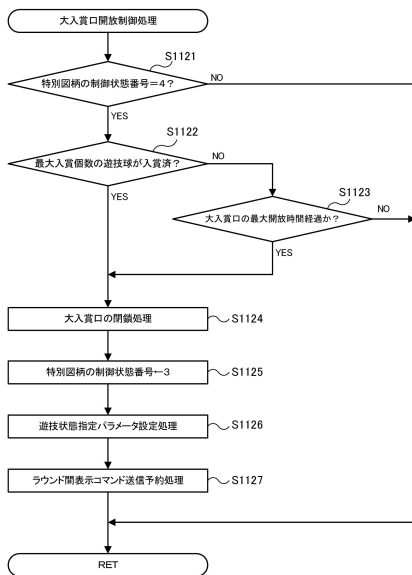 大入賞口開放制御処理
S1121
特別図柄の制御状態番号=4?
NO
YES
S1122
最大入賞個数の遊技球が入賞済?
NO
YES
S1123
大入賞口の最大開放時間経過か?
NO
YES
大入賞口の閉鎖処理
S1124
特別図柄の制御状態番号←3
S1125
遊技状態指定パラメータ設定処理
S1126
ラウンド間表示コマンド送信予約処理
S1127
RET